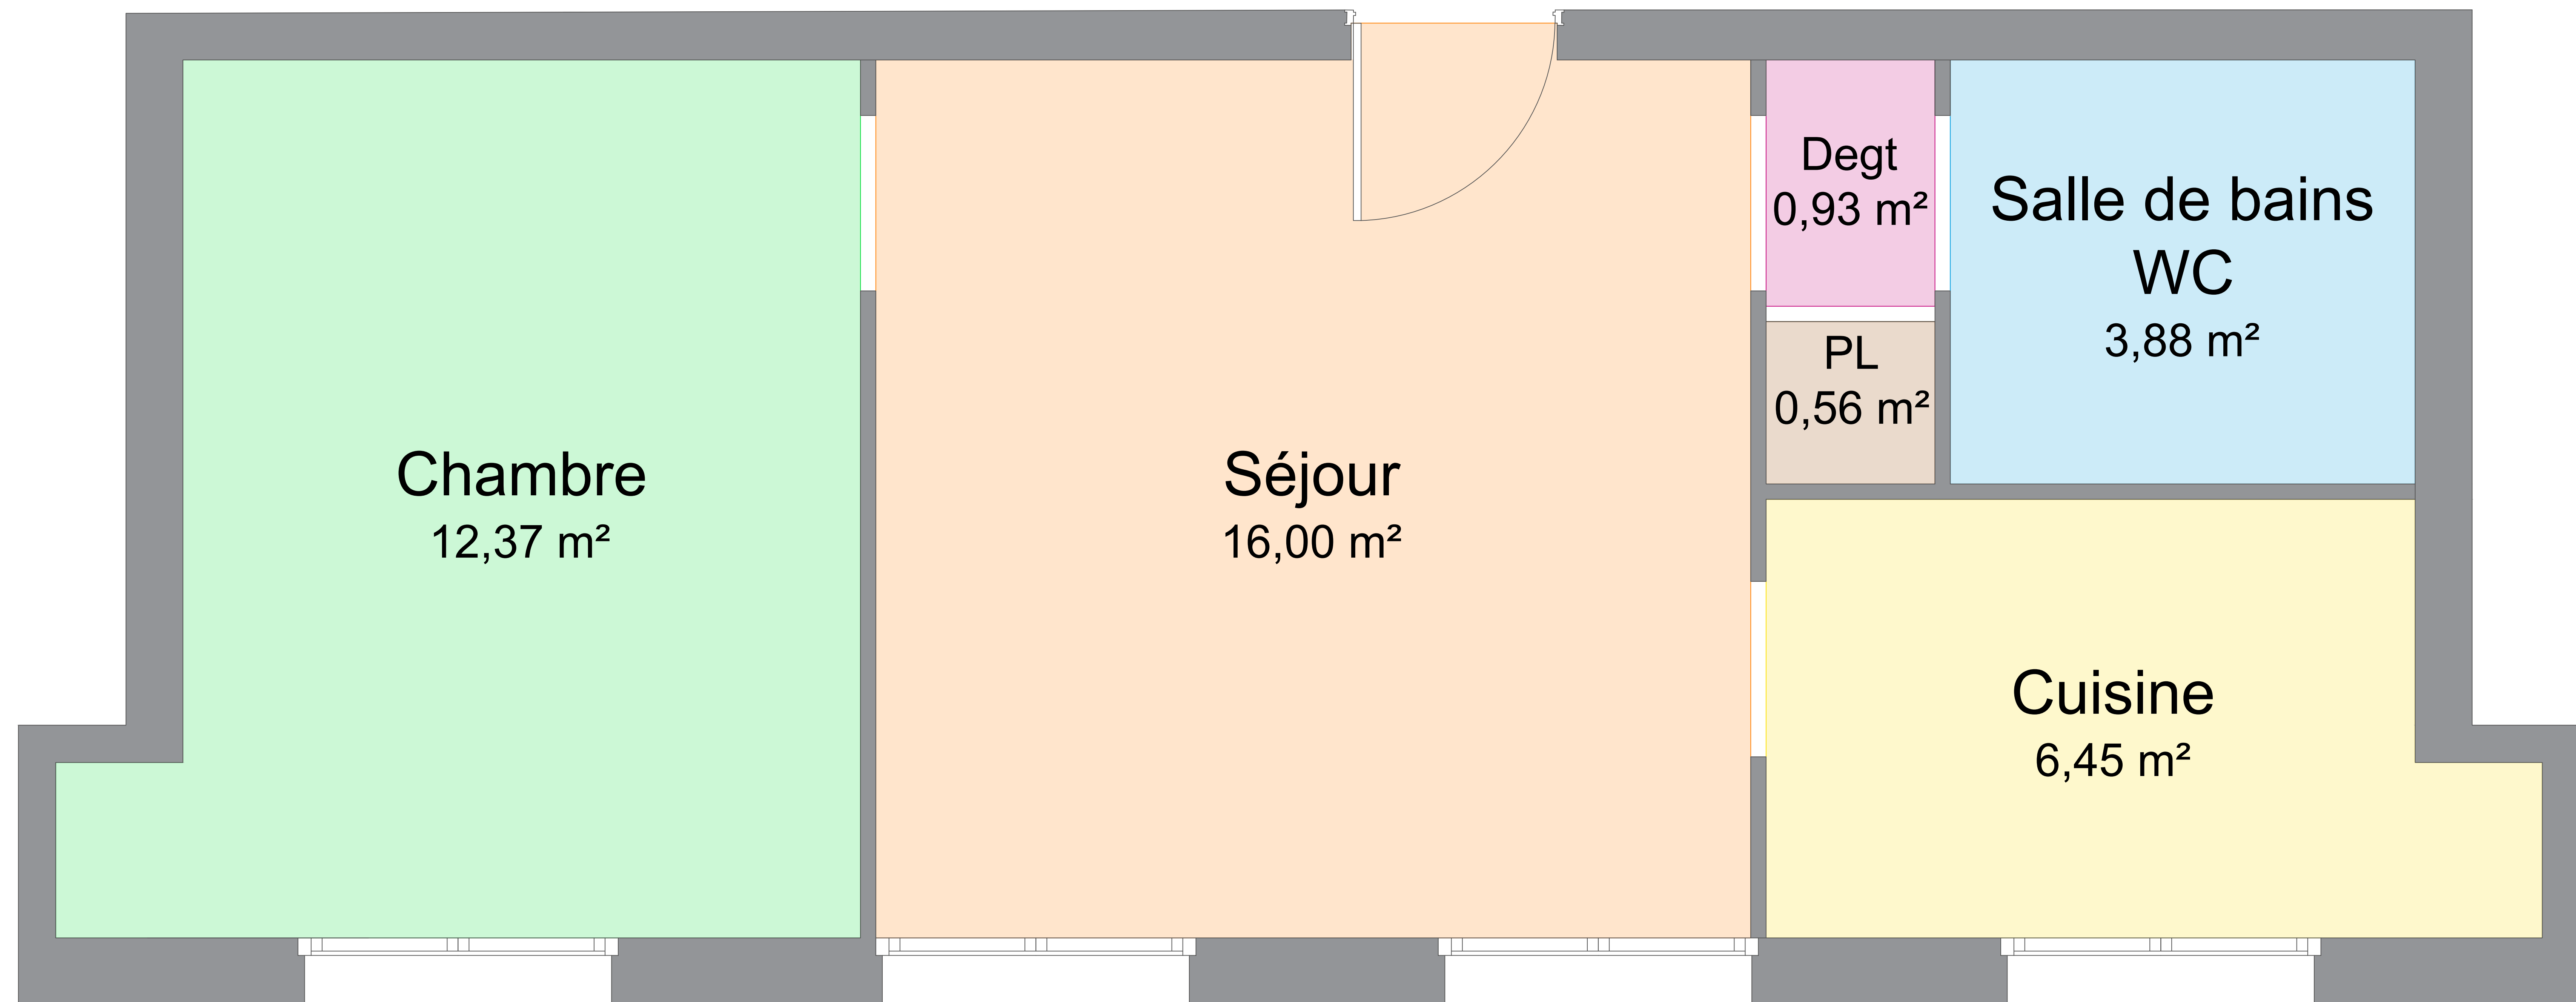 Chambre
12,37 m²
Séjour
16,00 m²
Degt
0,93 m²
PL
0,56 m²
Salle de bains
WC
3,88 m²
Cuisine
6,45 m²